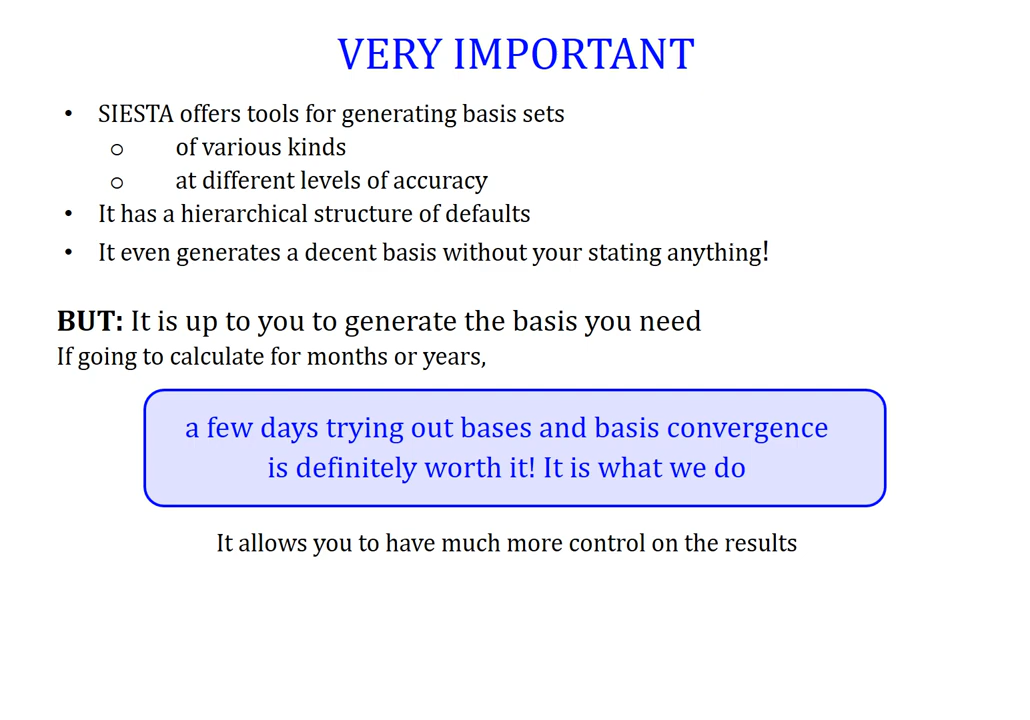 VERY IMPORTANT
• SIESTA offers tools for generating basis sets
o of various kinds
o at different levels of accuracy
• It has a hierarchical structure of defaults
• It even generates a decent basis without your stating anything!
BUT: It is up to you to generate the basis you need
If going to calculate for months or years,
a few days trying out bases and basis convergence
is definitely worth it! It is what we do
It allows you to have much more control on the results